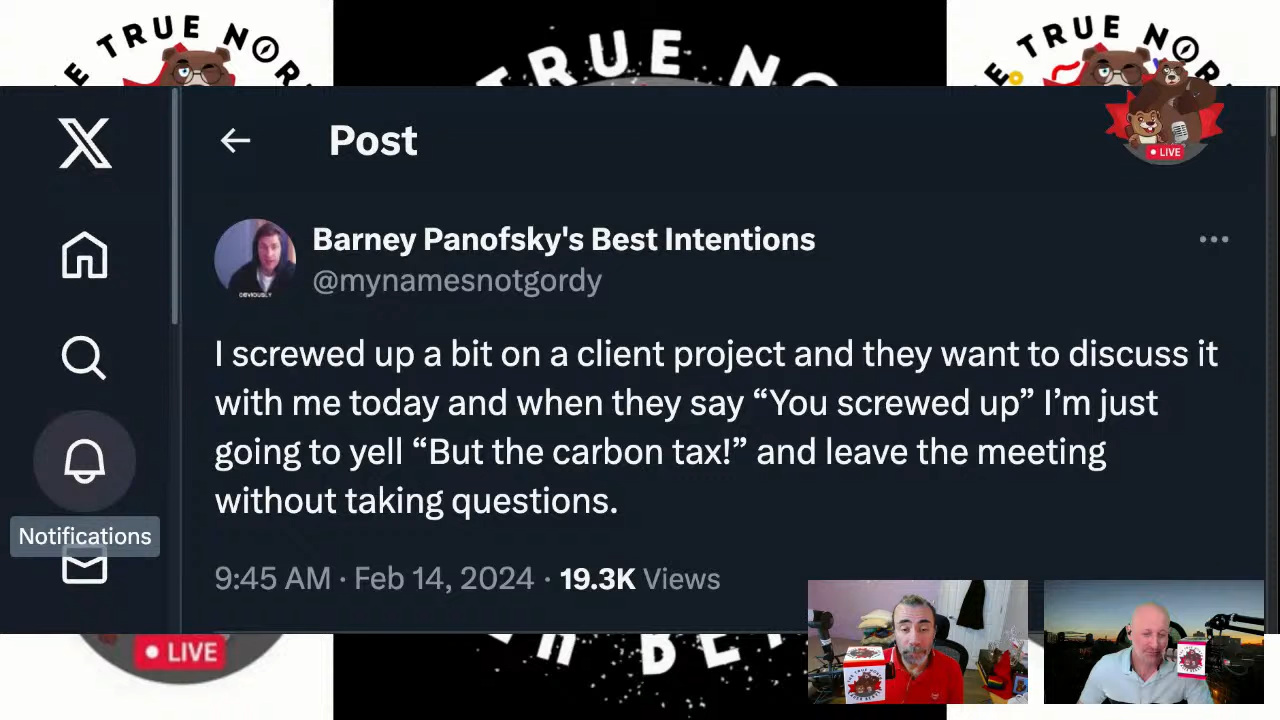 TRUE NOR
TRUE NO
TRUE NO
LIVE
Post
Barney Panofsky's Best Intentions
@mynamesnotgordy
OBVIOUSLY
I screwed up a bit on a client project and they want to discuss it
with me today and when they say “You screwed up” I’m just
going to yell “But the carbon tax!” and leave the meeting
without taking questions.
Notifications
9:45 AM · Feb 14, 2024 · 19.3K Views
LIVE